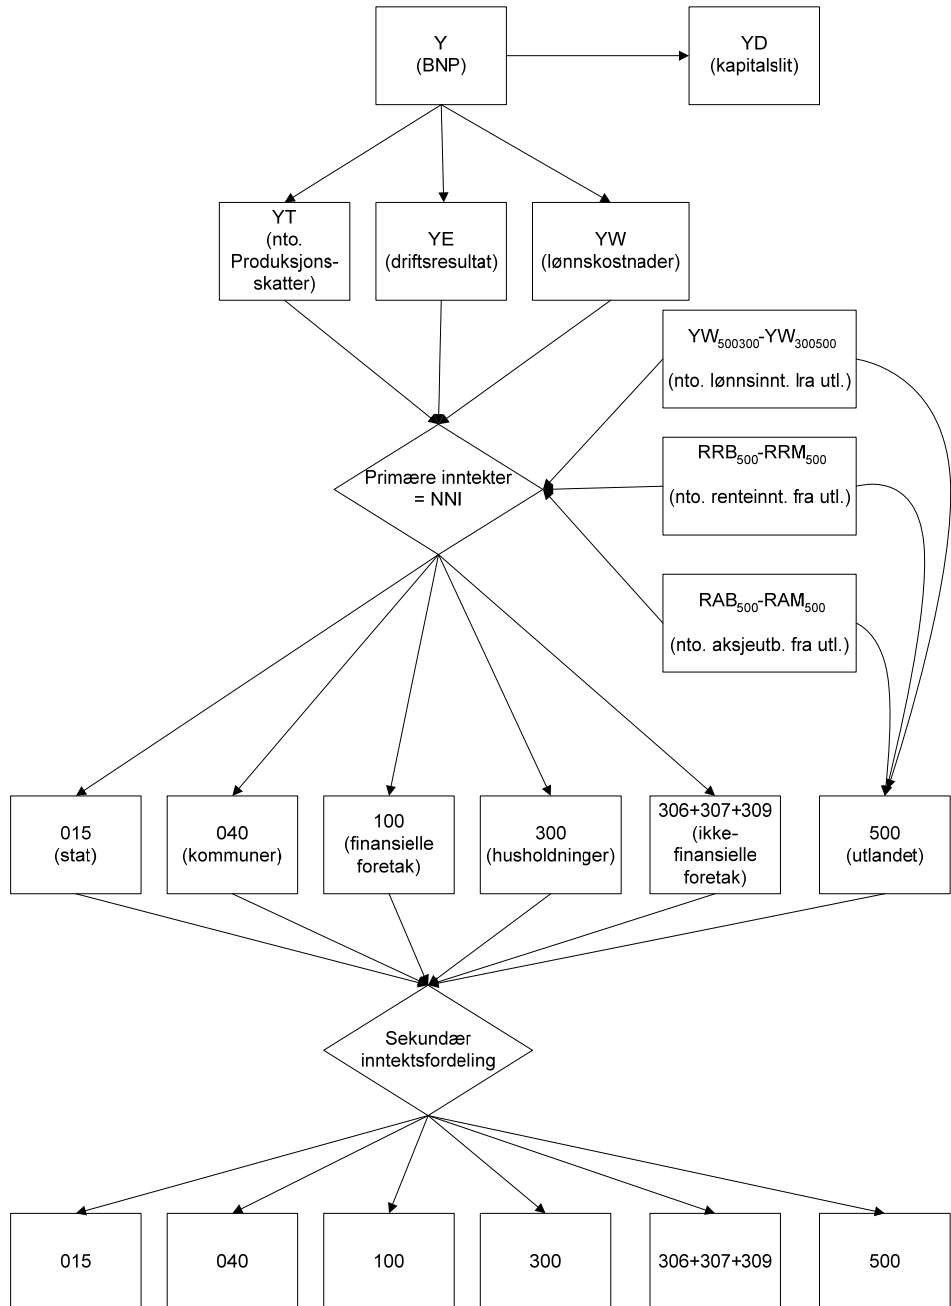 Y
(BNP)
YD
(kapitalslit)
YT
(nto.
Produksjons-
skatter)
YE
(driftsresultat)
YW
(lønnskostnader)
YW500300-YW300500
(nto. lønnsinnt. fra utl.)
Primære inntekter
= NNI
RRB500-RRM500
(nto. renteinnt. fra utl.)
RAB500-RAM500
(nto. aksjeutb. fra utl.)
015
(stat)
040
(kommuner)
100
(finansielle
foretak)
300
(husholdninger)
306+307+309
(ikke-
finansielle
foretak)
500
(utlandet)
Sekundær
inntektsfordeling
015
040
100
300
306+307+309
500